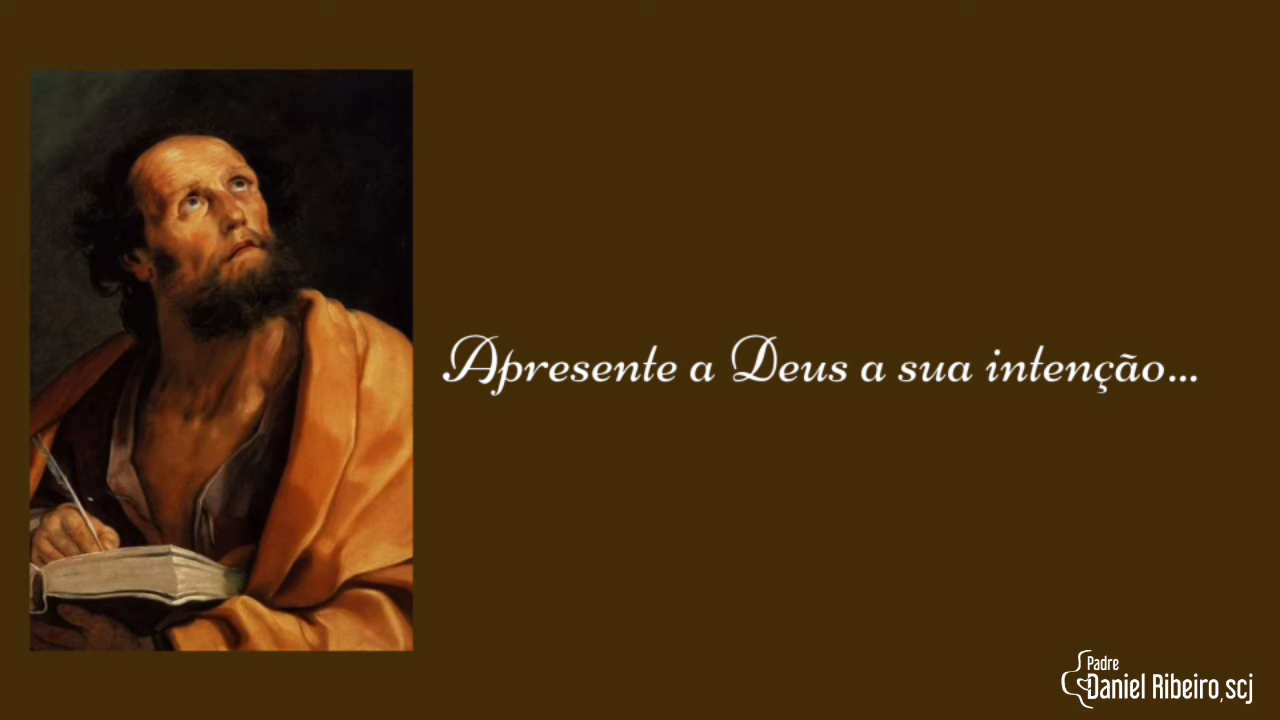 Apresente a Deus a sua intenção...
Padre
Daniel Ribeiro, scj